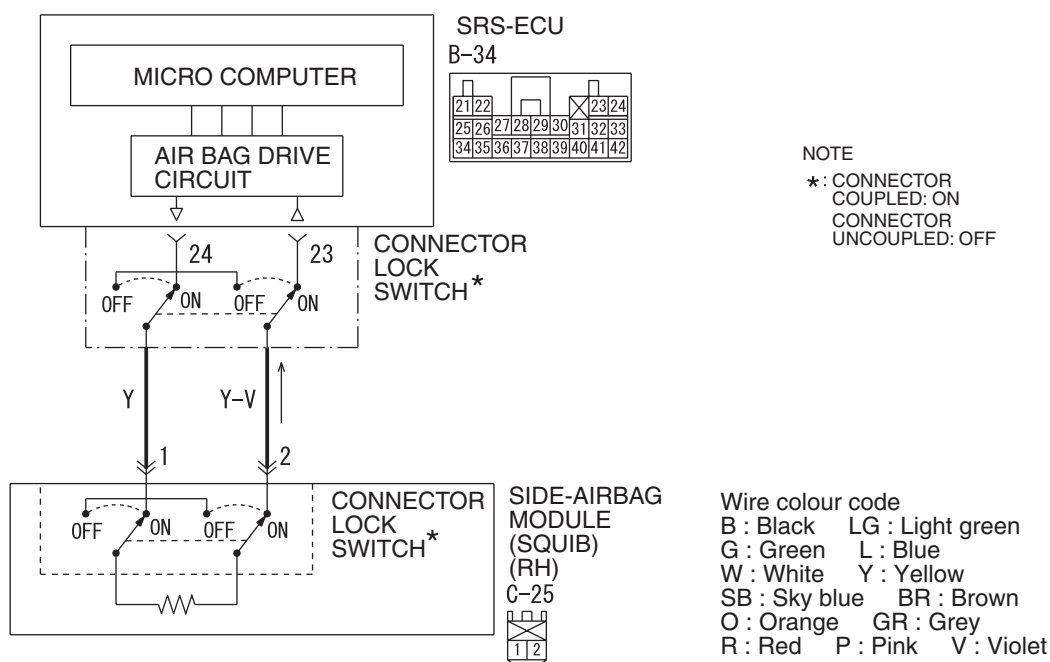 SRS-ECU
B-34
MICRO COMPUTER
21 22 23 24
25 26 27 28 29 30 31 32 33
34 35 36 37 38 39 40 41 42
AIR BAG DRIVE
CIRCUIT
NOTE
*: CONNECTOR
COUPLED: ON
CONNECTOR
UNCOUPLED: OFF
24 23
CONNECTOR
LOCK
SWITCH*
OFF ON OFF ON
Y Y-V
1 2
CONNECTOR
LOCK
SWITCH*
OFF ON OFF ON
SIDE-AIRBAG
MODULE
(SQUIB)
(RH)
C-25
1 2
Wire colour code
B : Black LG : Light green
G : Green L : Blue
W : White Y : Yellow
SB : Sky blue BR : Brown
O : Orange GR : Grey
R : Red P : Pink V : Violet